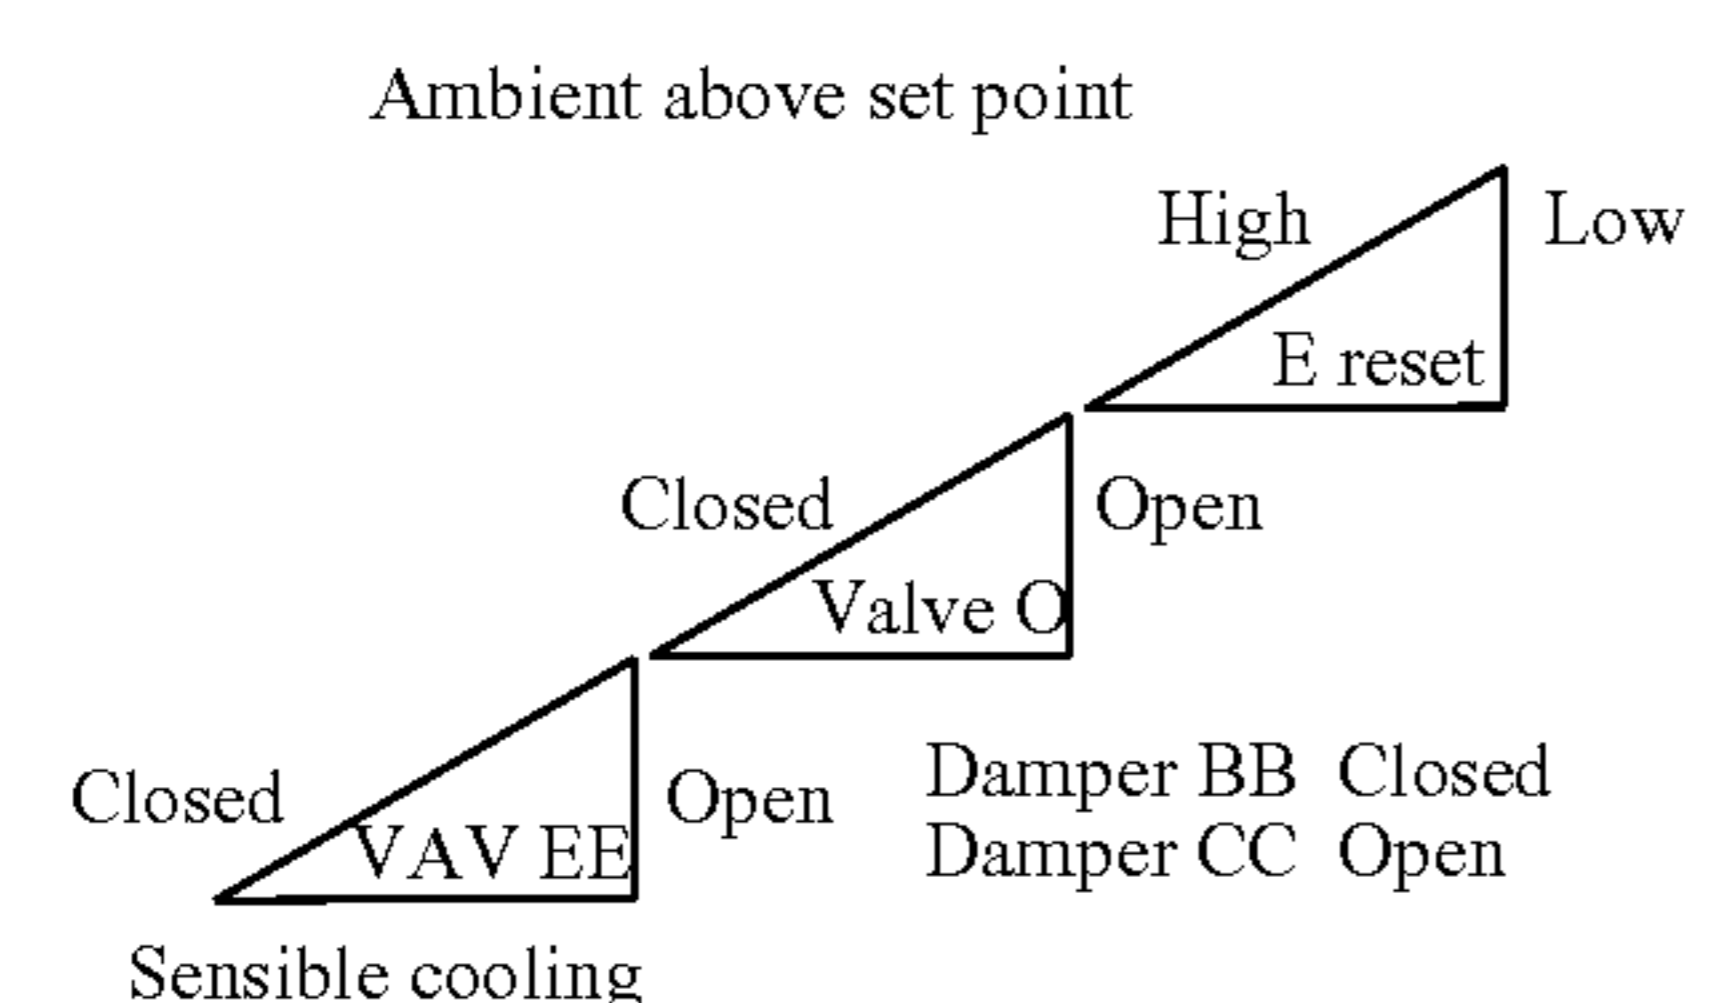 Ambient above set point
High Low
E reset
Closed Open
Valve O
Damper BB Closed
Closed Open
Damper CC Open
VAV EE
Sensible cooling